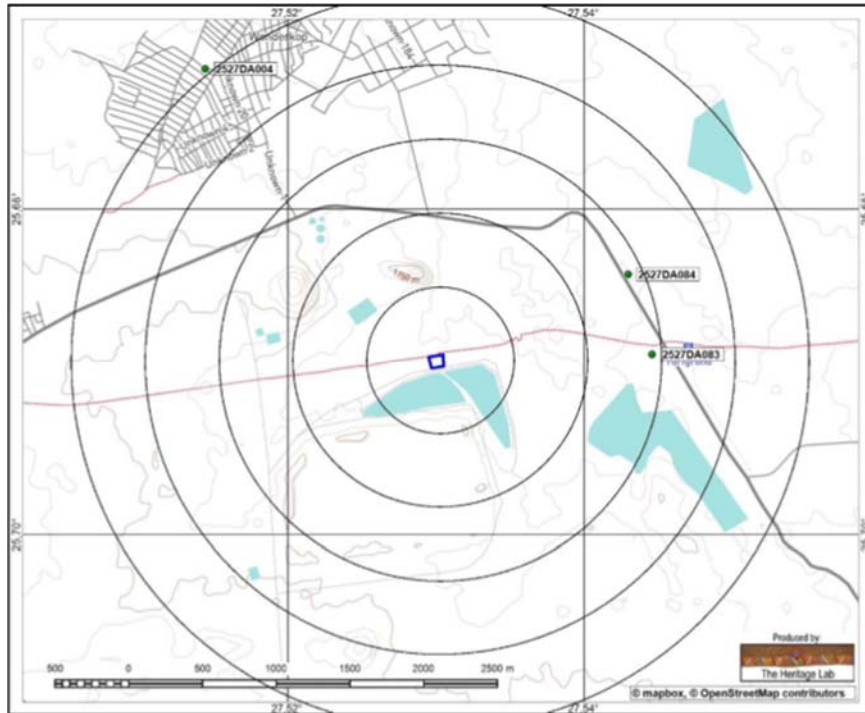 27.52°
27.54°
2527DA004
25.68°
25.68°
1150 m
2527DA084
2527DA083
25.70°
25.70°
500
0
500
1000
1500
2000
2500 m
Produced by:
The Heritage Lab
© mapbox, © OpenStreetMap contributors
27.52°
27.54°